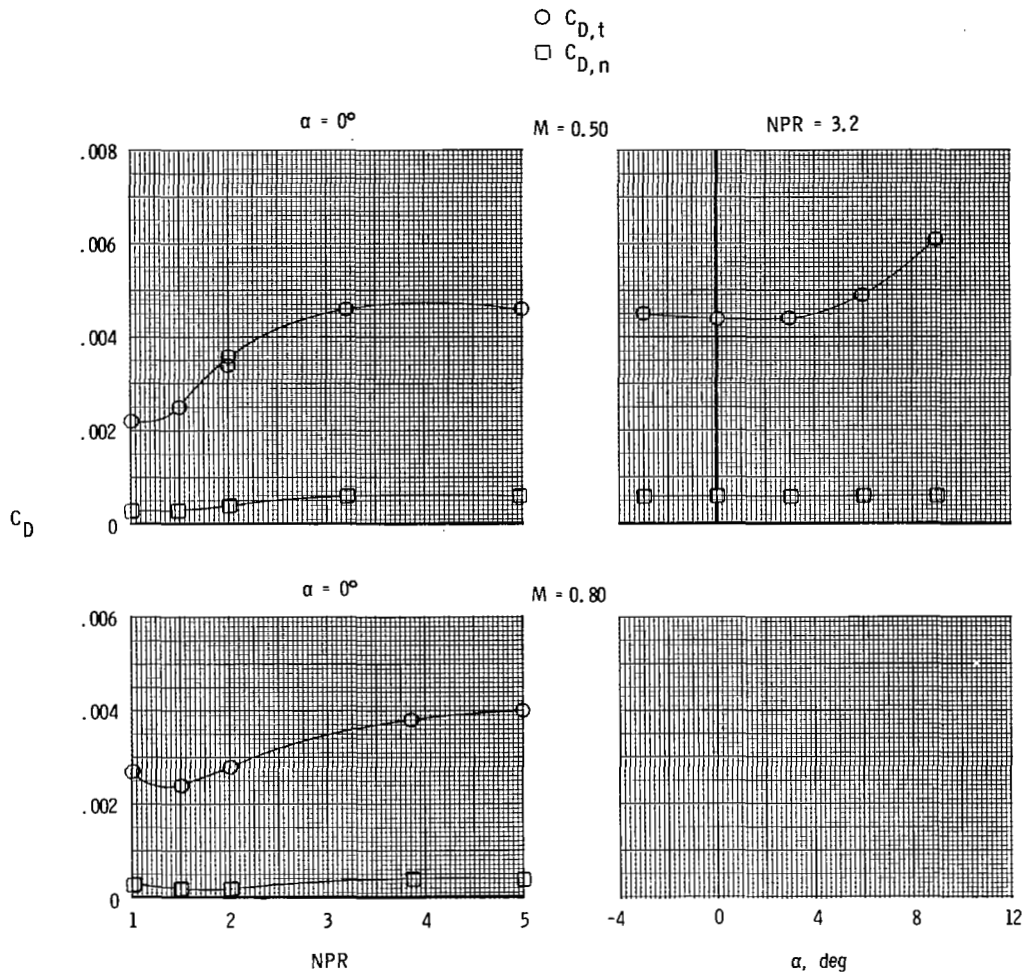 ○ C_D,t
□ C_D,n
α = 0°
M = 0.50
NPR = 3.2
.008
.006
.004
.002
0
C_D
α = 0°
M = 0.80
.006
.004
.002
0
1 2 3 4 5
-4 0 4 8 12
NPR
α, deg